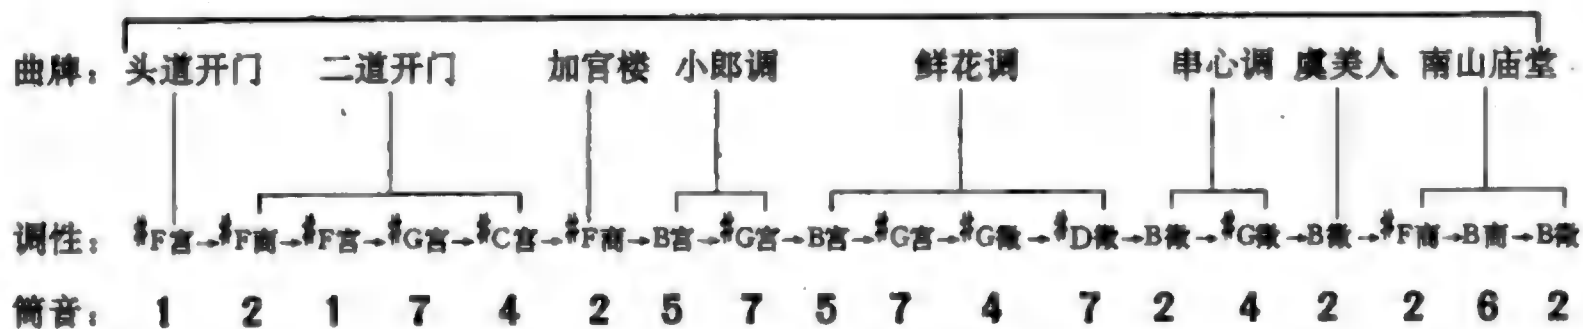 曲牌：头道开门 二道开门 加官楼 小郎调 鲜花调 串心调 虞美人 南山庙堂
调性：#F宫→#F商→#F宫→#G宫→#C宫→#F商→B宫→#G宫→B宫→#G宫→#G徵→#D徵→B徵→#G徵→B徵→#F商→B商→B徵
筒音：1 2 1 7 4 2 5 7 5 7 4 7 2 4 2 2 6 2